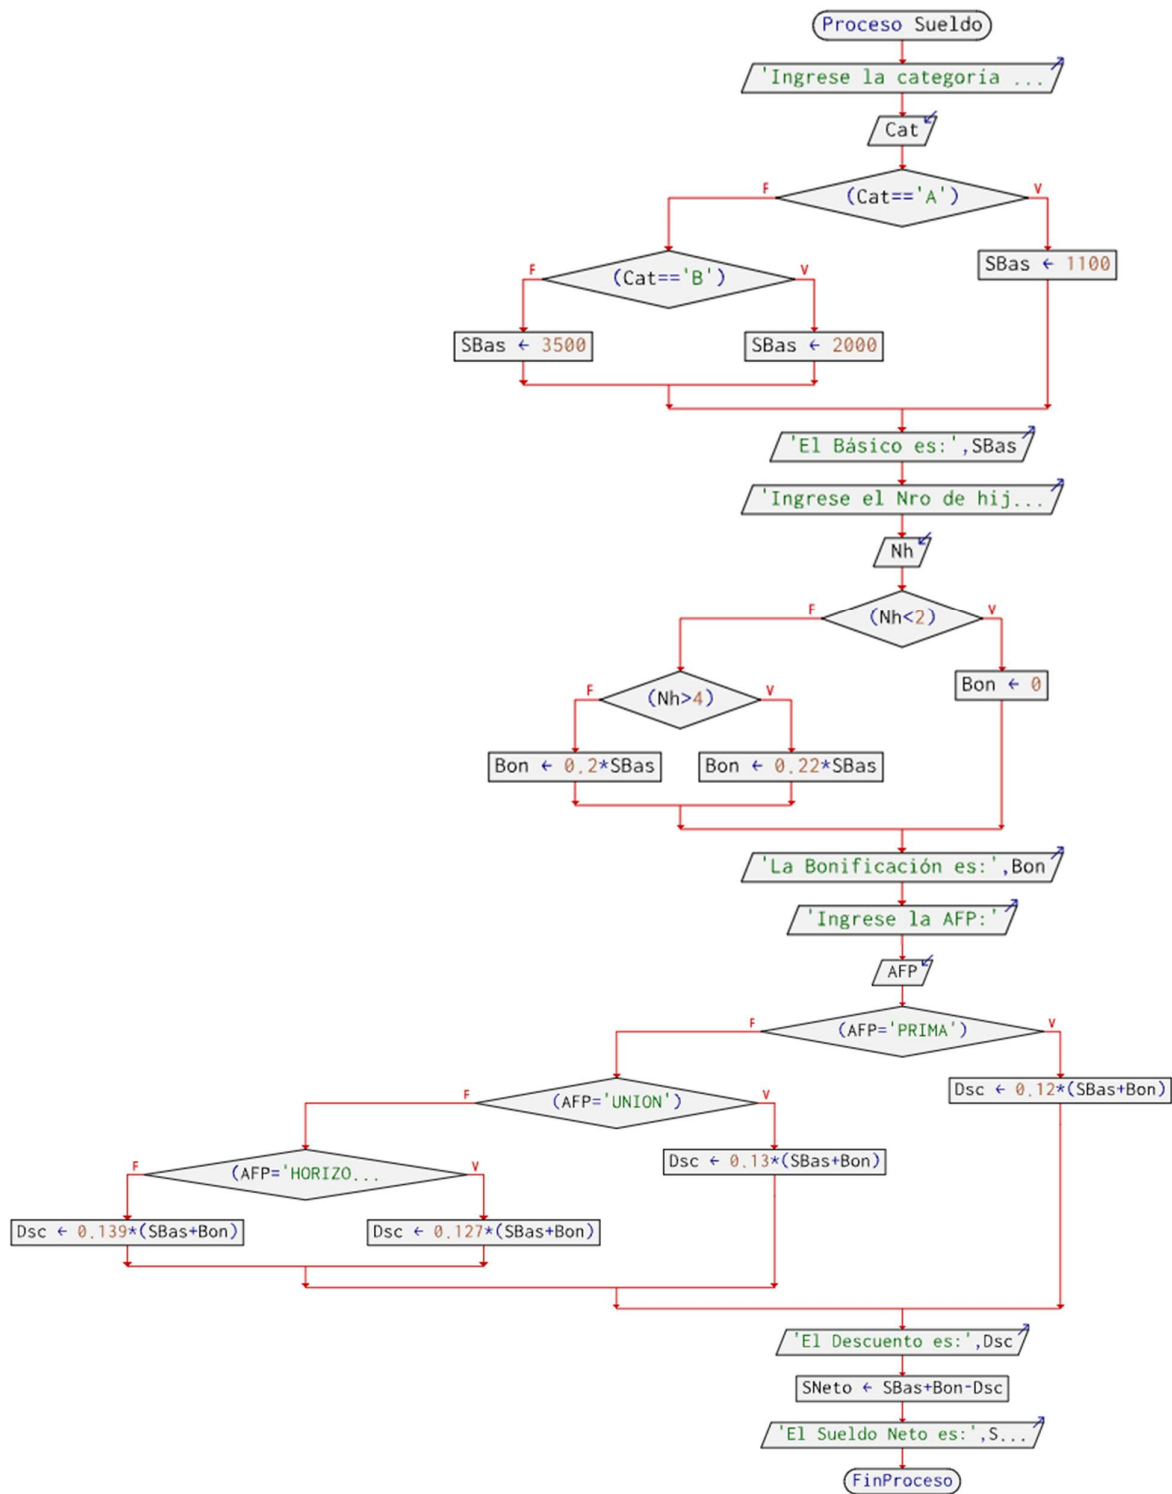 Proceso Sueldo
'Ingrese la categoría ...
Cat
F
(Cat=='A')
V
F
(Cat=='B')
V
SBas ← 1100
SBas ← 3500
SBas ← 2000
'El Básico es:',SBas
'Ingrese el Nro de hij...
Nh
F
(Nh<2)
V
F
(Nh>4)
V
Bon ← 0
Bon ← 0.2*SBas
Bon ← 0.22*SBas
'La Bonificación es:',Bon
'Ingrese la AFP:'
AFP
F
(AFP='PRIMA')
V
F
(AFP='UNION')
V
Dsc ← 0.12*(SBas+Bon)
F
(AFP='HORIZO...
V
Dsc ← 0.13*(SBas+Bon)
Dsc ← 0.139*(SBas+Bon)
Dsc ← 0.127*(SBas+Bon)
'El Descuento es:',Dsc
SNeto ← SBas+Bon-Dsc
'El Sueldo Neto es:',S...
FinProceso